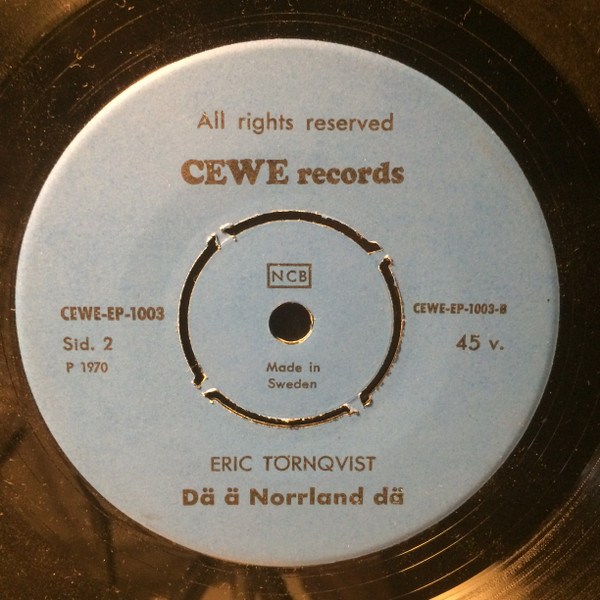 All rights reserved
CEWE records
NCB
CEWE-EP-1003
CEWE-EP-1003-B
Sid. 2
45 v.
P 1970
Made in
Sweden
ERIC TÖRNQVIST
Dä ä Norrland dä